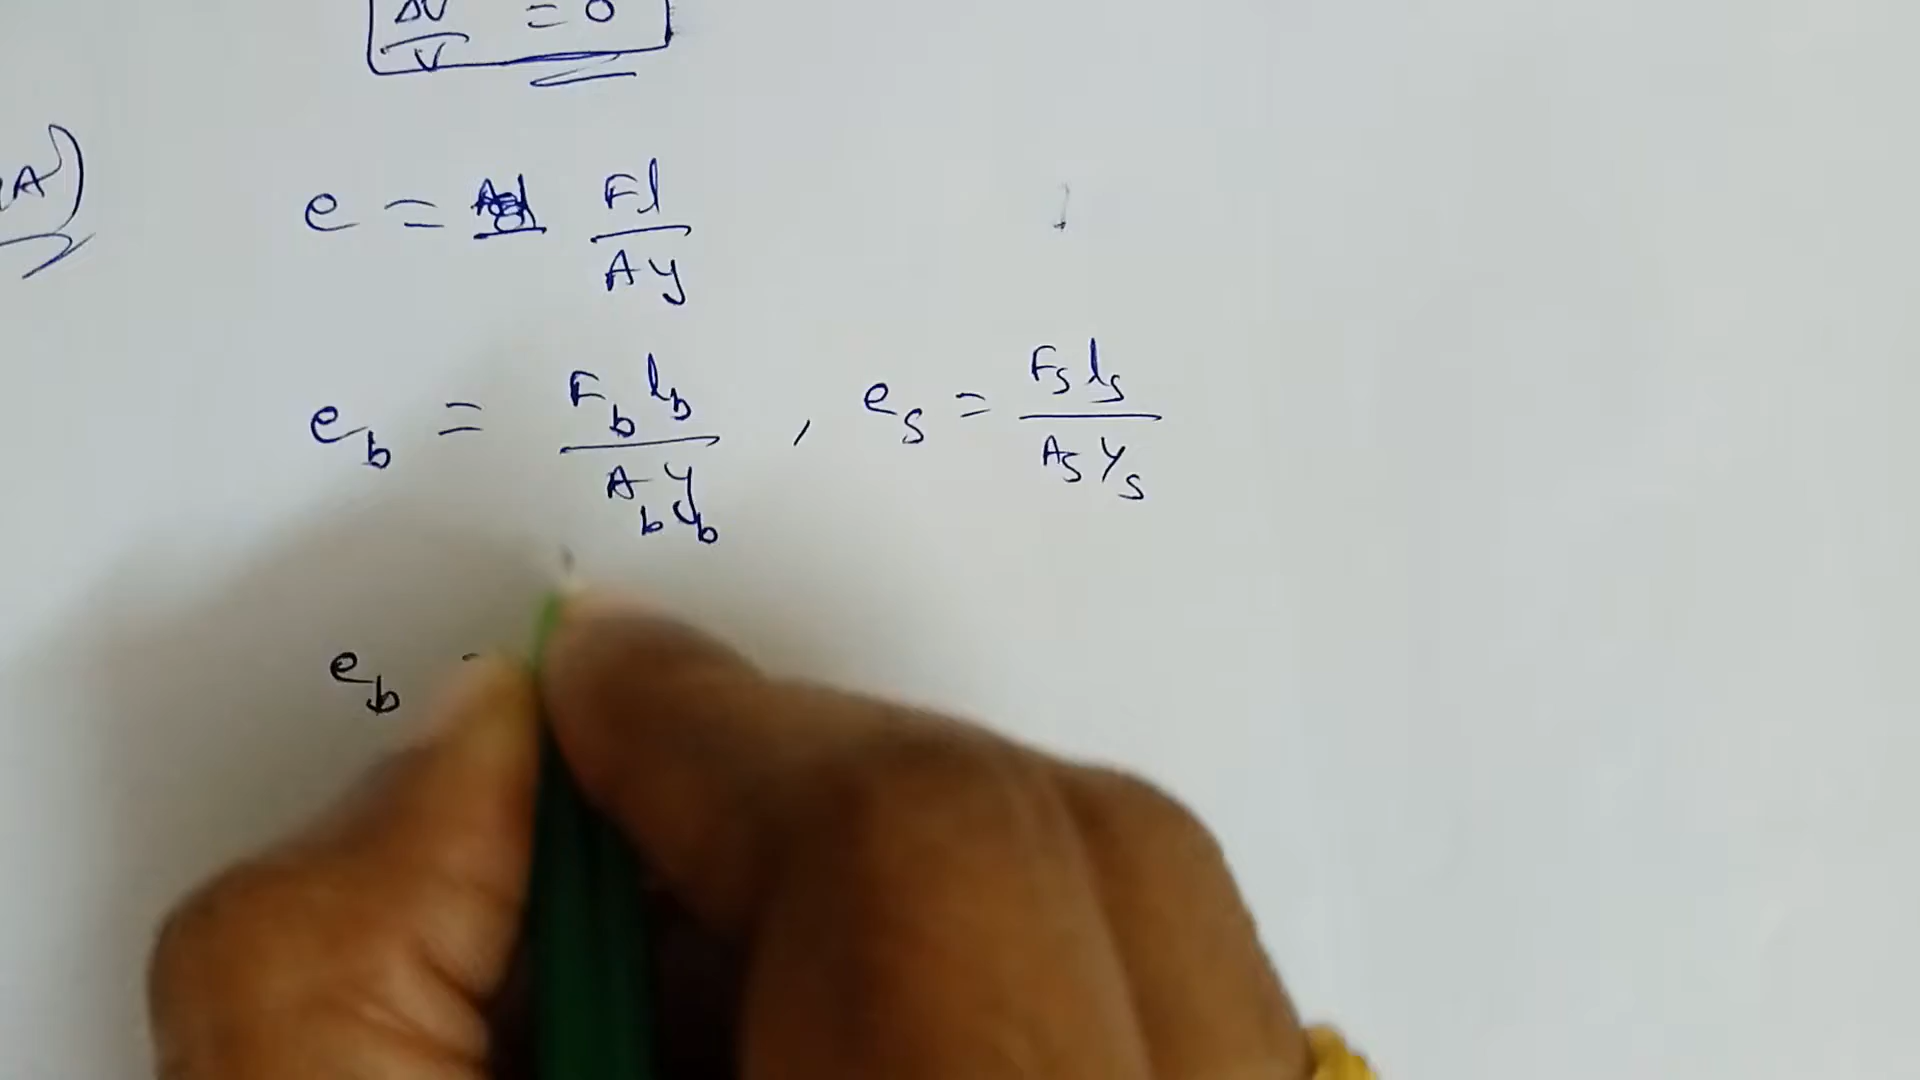 ΔV/V = 0
A)
e = Fl/Ay
e_b = F_b l_b/A_b y_b , e_s = F_s l_s/A_s y_s
e_b